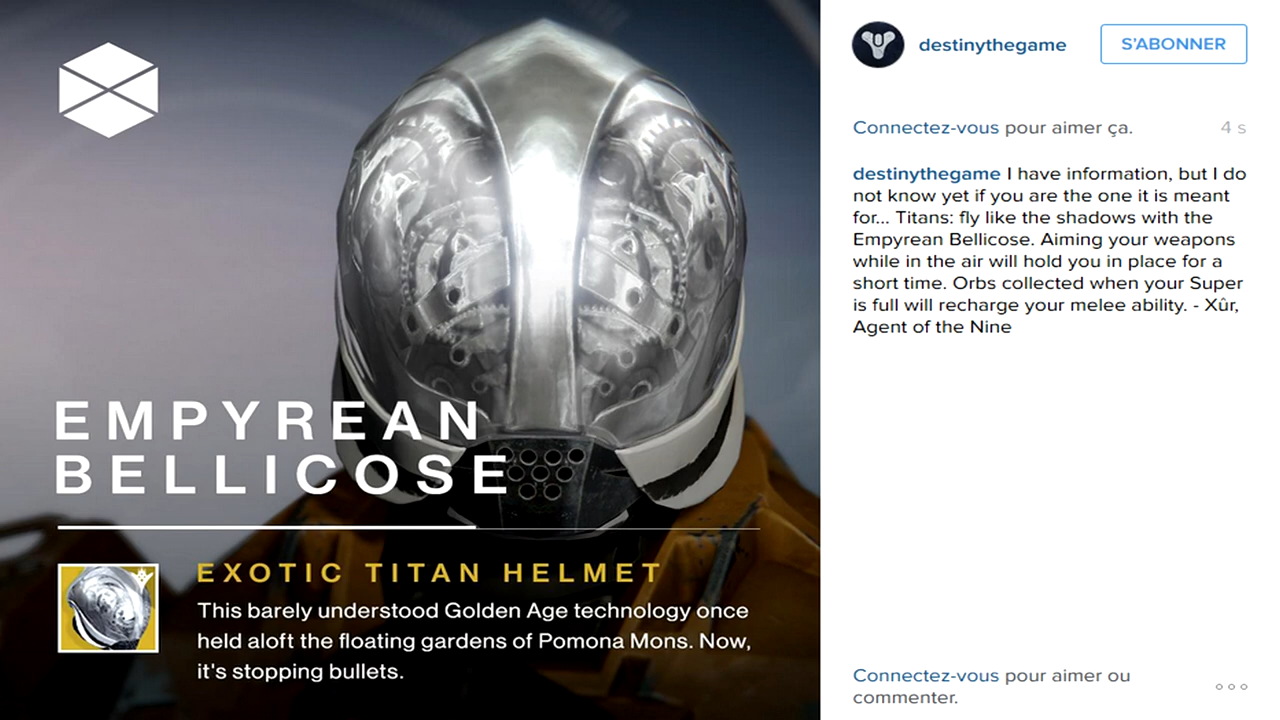 EMPYREAN
BELLICOSE
EXOTIC TITAN HELMET
This barely understood Golden Age technology once
held aloft the floating gardens of Pomona Mons. Now,
it's stopping bullets.
destinythegame
S'ABONNER
Connectez-vous pour aimer ça.
4 s
destinythegame I have information, but I do
not know yet if you are the one it is meant
for... Titans: fly like the shadows with the
Empyrean Bellicose. Aiming your weapons
while in the air will hold you in place for a
short time. Orbs collected when your Super
is full will recharge your melee ability. - Xûr,
Agent of the Nine
Connectez-vous pour aimer ou
commenter.